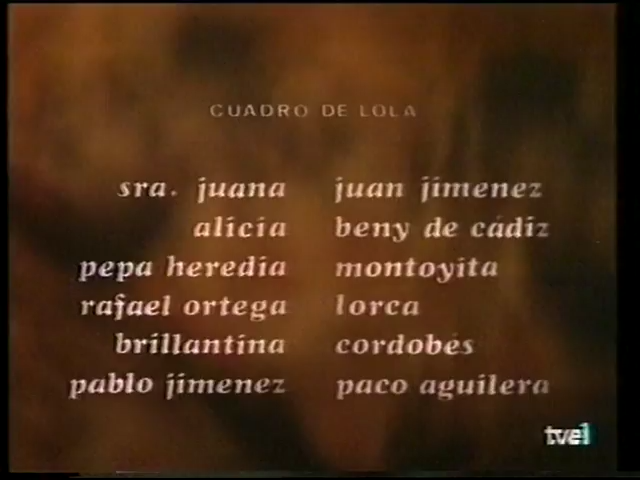 CUADRO DE LOLA
sra. juana juan jimenez
alicia beny de cádiz
pepa heredia montoyita
rafael ortega lorca
brillantina cordobés
pablo jimenez paco aguilera
tve1